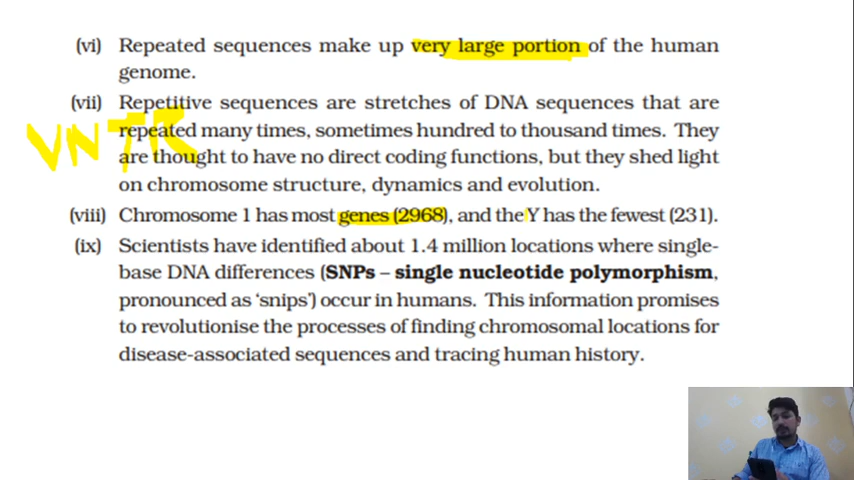 (vi) Repeated sequences make up very large portion of the human
genome.
(vii) Repetitive sequences are stretches of DNA sequences that are
VNTR
repeated many times, sometimes hundred to thousand times. They
are thought to have no direct coding functions, but they shed light
on chromosome structure, dynamics and evolution.
(viii) Chromosome 1 has most genes (2968), and the Y has the fewest (231).
(ix) Scientists have identified about 1.4 million locations where single-
base DNA differences (SNPs – single nucleotide polymorphism,
pronounced as ‘snips’) occur in humans. This information promises
to revolutionise the processes of finding chromosomal locations for
disease-associated sequences and tracing human history.